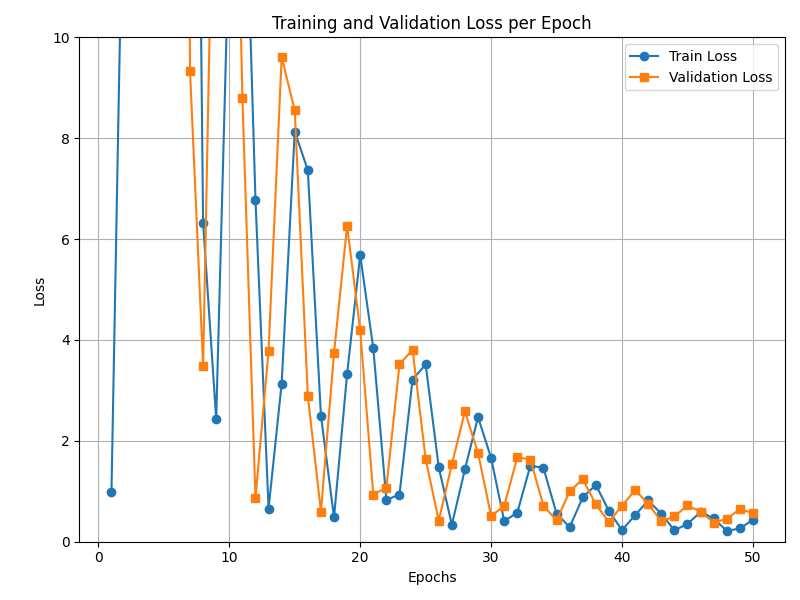 Training and Validation Loss per Epoch
10
8
6
4
2
0
Loss
Train Loss
Validation Loss
0 10 20 30 40 50
Epochs